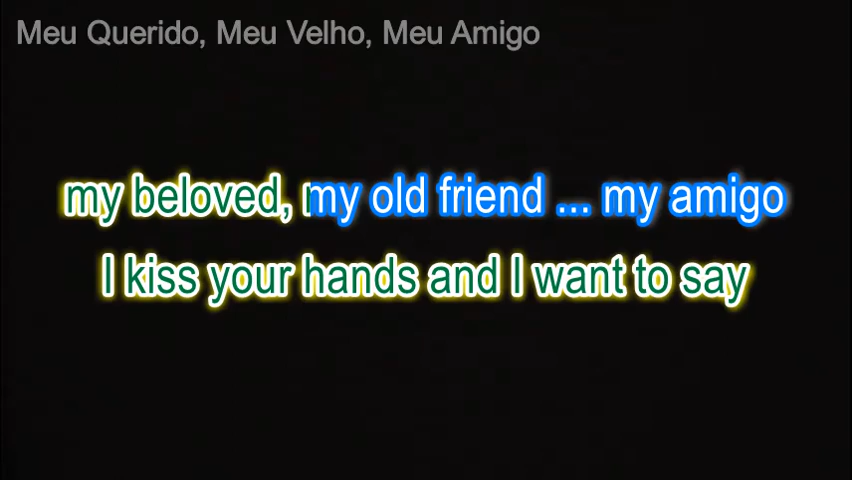 Meu Querido, Meu Velho, Meu Amigo
my beloved, my old friend ... my amigo
I kiss your hands and I want to say